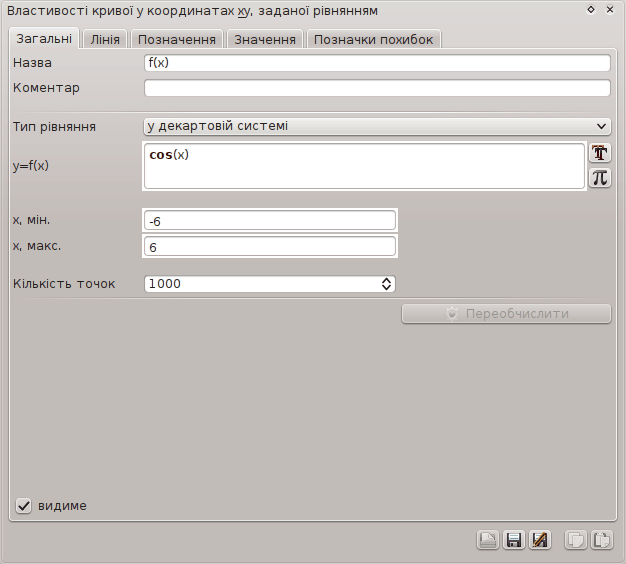 Властивості кривої у координатах xy, заданої рівнянням
Загальні Лінія Позначення Значення Позначки похибок
Назва f(x)
Коментар
Тип рівняння у декартовій системі
y=f(x) cos(x)
x, мін. -6
x, макс. 6
Кількість точок 1000
Переобчислити
видиме